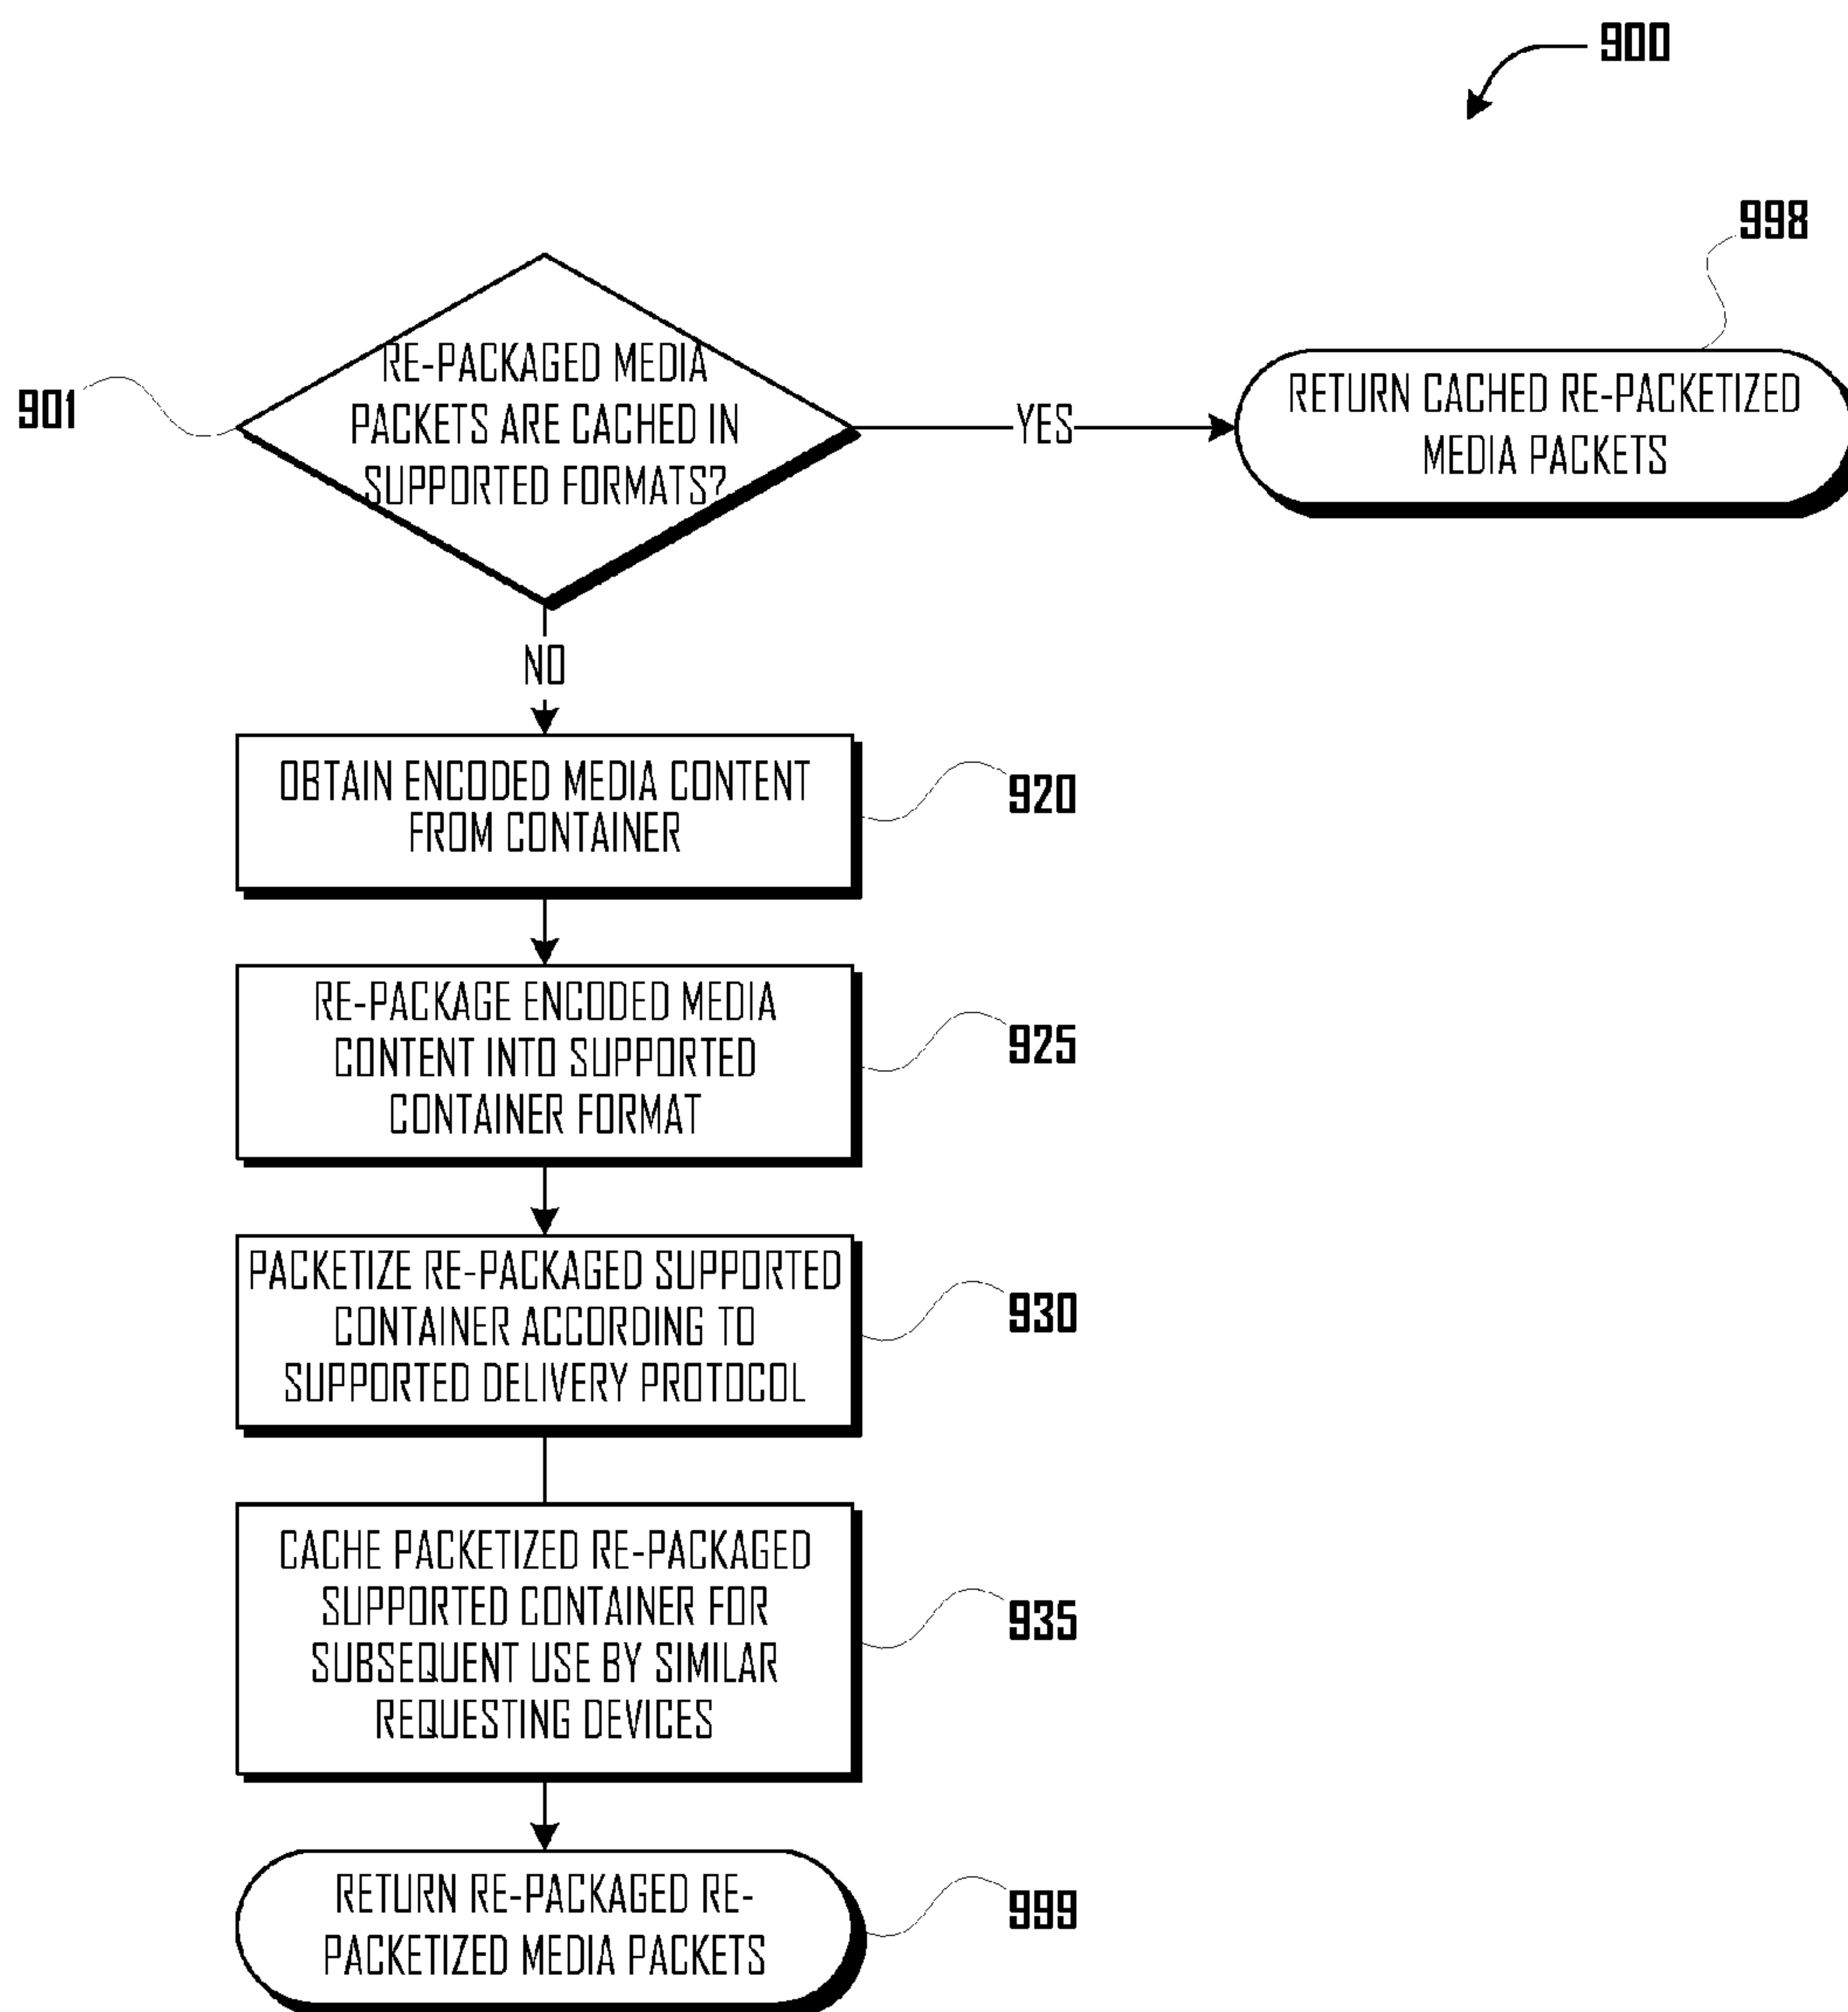 900
998
901
RE-PACKAGED MEDIA
PACKETS ARE CACHED IN
SUPPORTED FORMATS?
YES
RETURN CACHED RE-PACKETIZED
MEDIA PACKETS
NO
OBTAIN ENCODED MEDIA CONTENT
FROM CONTAINER
920
RE-PACKAGE ENCODED MEDIA
CONTENT INTO SUPPORTED
CONTAINER FORMAT
925
PACKETIZE RE-PACKAGED SUPPORTED
CONTAINER ACCORDING TO
SUPPORTED DELIVERY PROTOCOL
930
CACHE PACKETIZED RE-PACKAGED
SUPPORTED CONTAINER FOR
SUBSEQUENT USE BY SIMILAR
REQUESTING DEVICES
935
RETURN RE-PACKAGED RE-
PACKETIZED MEDIA PACKETS
999